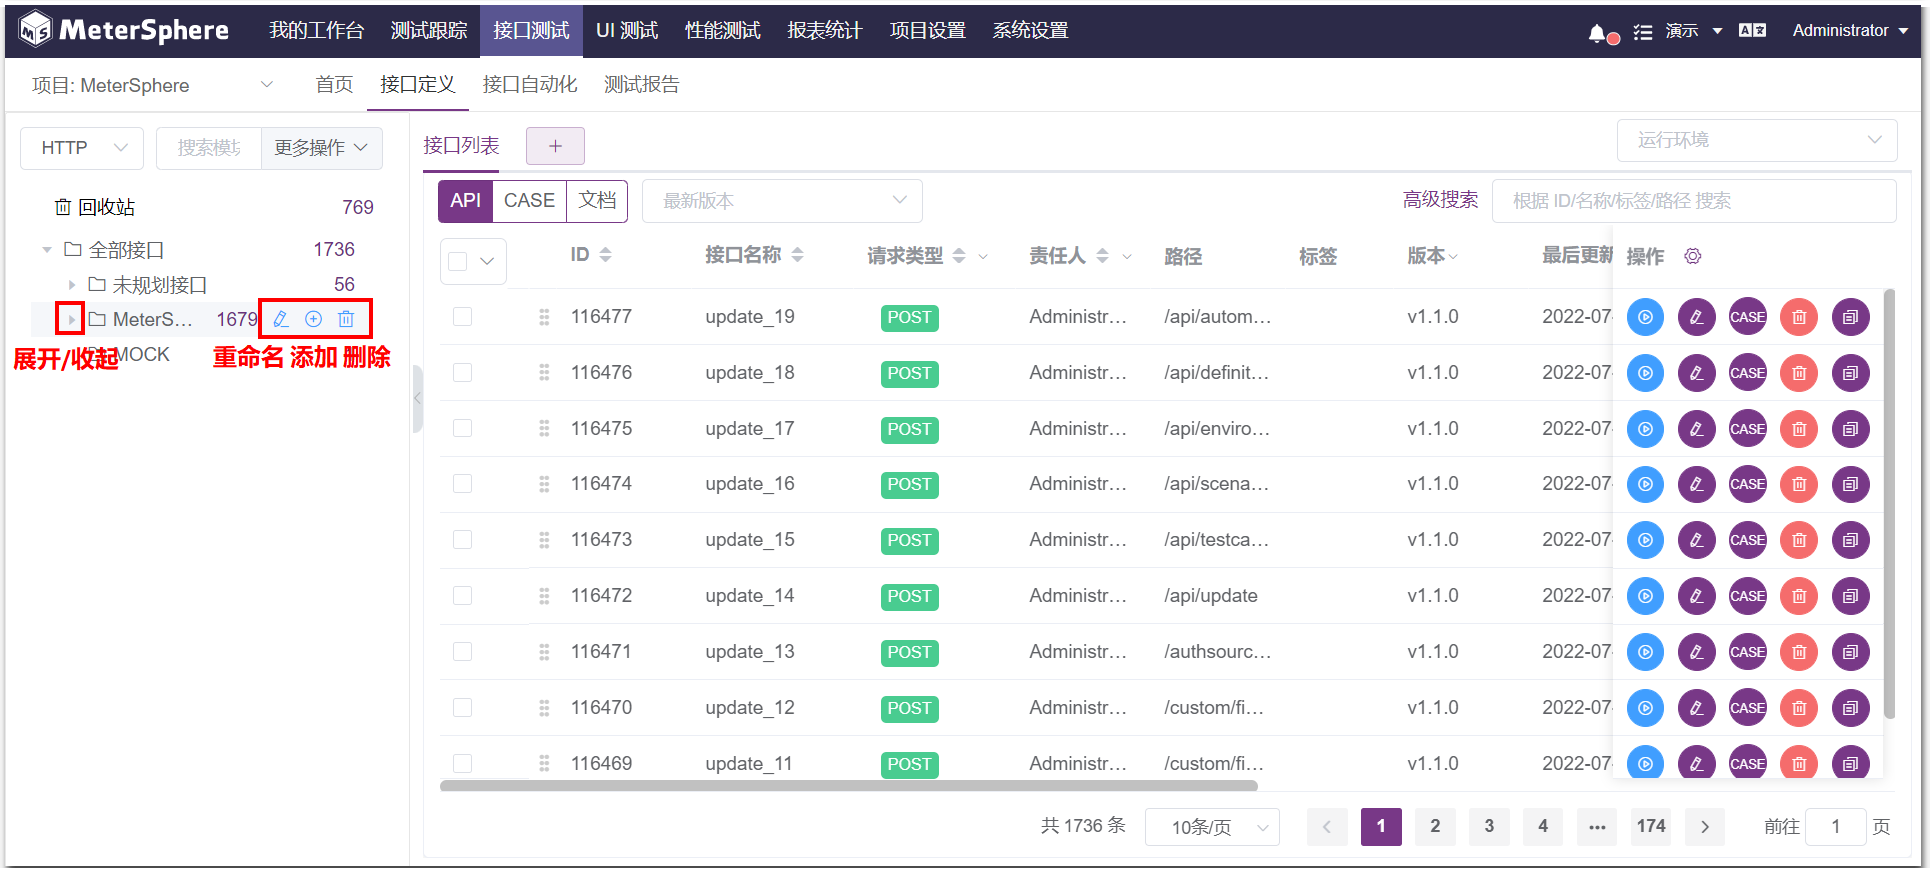 MeterSphere 我的工作台 测试跟踪 接口测试 UI 测试 性能测试 报表统计 项目设置 系统设置 演示 Administrator
项目: MeterSphere 首页 接口定义 接口自动化 测试报告
HTTP 搜索模块 更多操作 接口列表 + 运行环境
API CASE 文档 最新版本 高级搜索 根据 ID/名称/标签/路径 搜索
回收站 769
全部接口 1736
未规划接口 56
MeterS... 1679
MOCK
展开/收起 重命名 添加 删除
ID 接口名称 请求类型 责任人 路径 标签 版本 最后更新 操作
116477 update_19 POST Administr... /api/autom... v1.1.0 2022-07- CASE
116476 update_18 POST Administr... /api/definit... v1.1.0 2022-07- CASE
116475 update_17 POST Administr... /api/enviro... v1.1.0 2022-07- CASE
116474 update_16 POST Administr... /api/scena... v1.1.0 2022-07- CASE
116473 update_15 POST Administr... /api/testca... v1.1.0 2022-07- CASE
116472 update_14 POST Administr... /api/update v1.1.0 2022-07- CASE
116471 update_13 POST Administr... /authsourc... v1.1.0 2022-07- CASE
116470 update_12 POST Administr... /custom/fi... v1.1.0 2022-07- CASE
116469 update_11 POST Administr... /custom/fi... v1.1.0 2022-07- CASE
共 1736 条 10条/页 1 2 3 4 ... 174 前往 1 页